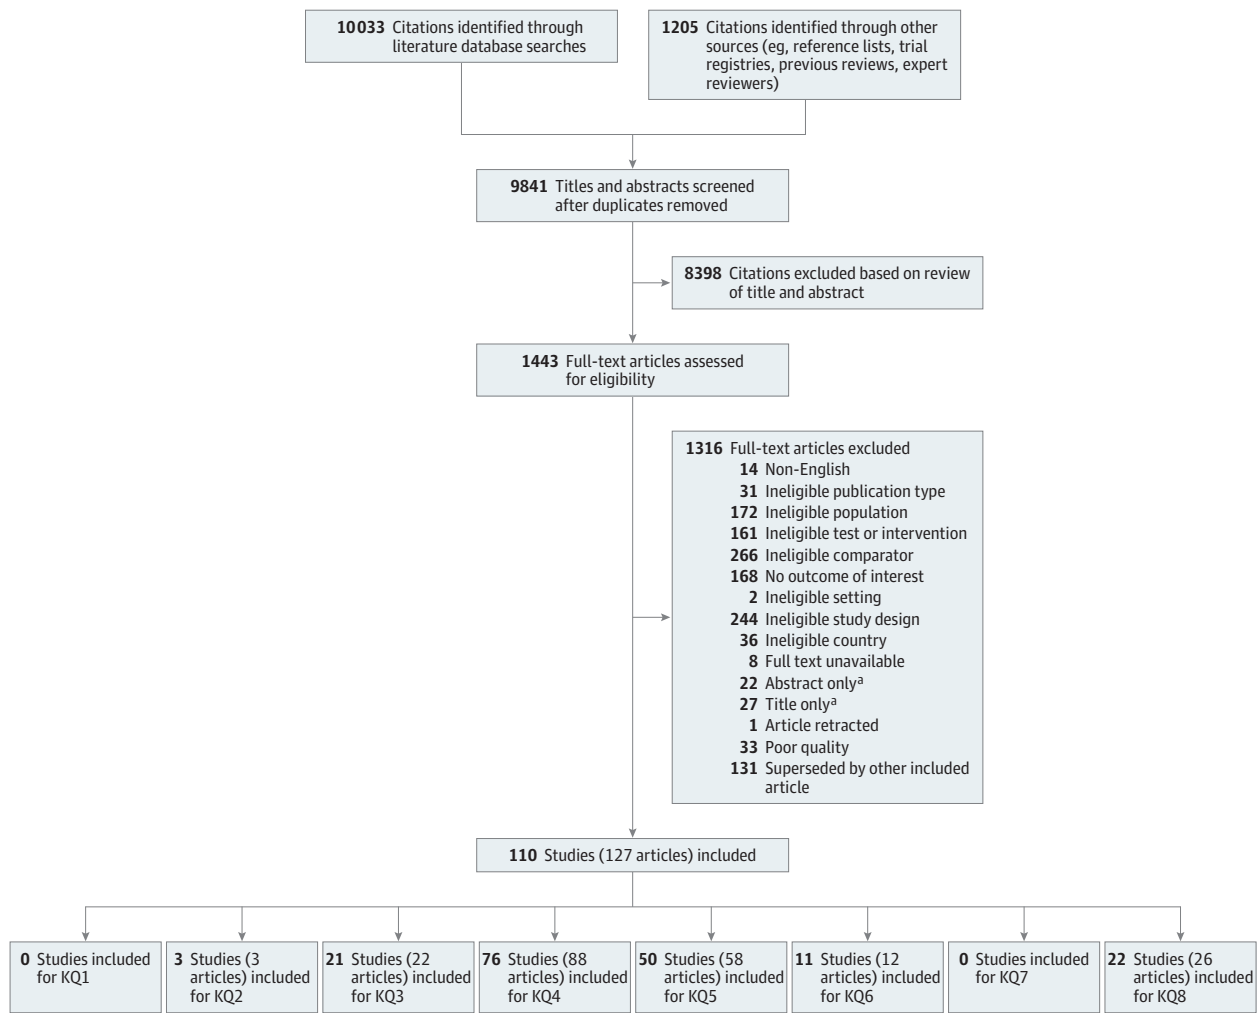 10033 Citations identified through
literature database searches
1205 Citations identified through other
sources (eg, reference lists, trial
registries, previous reviews, expert
reviewers)
9841 Titles and abstracts screened
after duplicates removed
8398 Citations excluded based on review
of title and abstract
1443 Full-text articles assessed
for eligibility
1316 Full-text articles excluded
14 Non-English
31 Ineligible publication type
172 Ineligible population
161 Ineligible test or intervention
266 Ineligible comparator
168 No outcome of interest
2 Ineligible setting
244 Ineligible study design
36 Ineligible country
8 Full text unavailable
22 Abstract onlyᵃ
27 Title onlyᵃ
1 Article retracted
33 Poor quality
131 Superseded by other included
article
110 Studies (127 articles) included
0 Studies included
for KQ1
3 Studies (3
articles) included
for KQ2
21 Studies (22
articles) included
for KQ3
76 Studies (88
articles) included
for KQ4
50 Studies (58
articles) included
for KQ5
11 Studies (12
articles) included
for KQ6
0 Studies included
for KQ7
22 Studies (26
articles) included
for KQ8